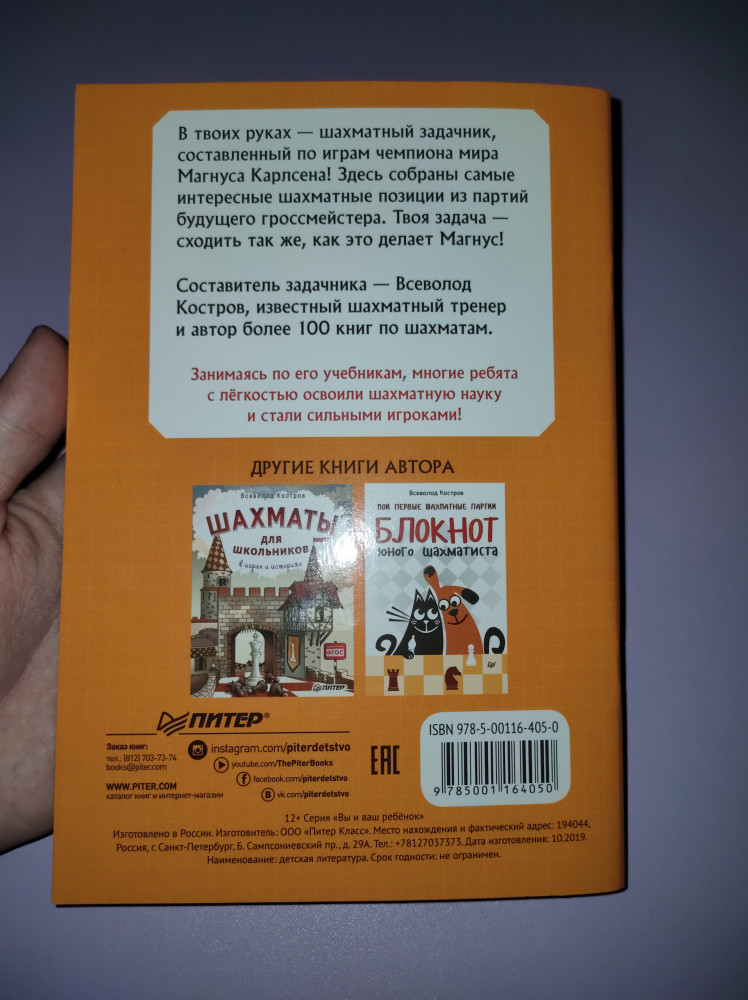 В твоих руках — шахматный задачник,
составленный по играм чемпиона мира
Магнуса Карлсена! Здесь собраны самые
интересные шахматные позиции из партий
будущего гроссмейстера. Твоя задача —
сходить так же, как это делает Магнус!
Составитель задачника — Всеволод
Костров, известный шахматный тренер
и автор более 100 книг по шахматам.
Занимаясь по его учебникам, многие ребята
с лёгкостью освоили шахматную науку
и стали сильными игроками!
ДРУГИЕ КНИГИ АВТОРА
Всеволод Костров
ШАХМАТЫ
для
школьников
в играх и историях
ФГОС
ПИТЕР
Всеволод Костров
МОИ ПЕРВЫЕ ШАХМАТНЫЕ ПАРТИИ
БЛОКНОТ
юного шахматиста
ПИТЕР®
Заказ книг:
тел.: (812) 703-73-74
books@piter.com
WWW.PITER.COM
каталог книг и интернет-магазин
instagram.com/piterdetstvo
youtube.com/ThePiterBooks
facebook.com/piterdetstvo
vk.com/piterdetstvo
EAC
ISBN 978-5-00116-405-0
9 785001 164050
12+ Серия «Вы и ваш ребёнок»
Изготовлено в России. Изготовитель: ООО «Питер Класс». Место нахождения и фактический адрес: 194044,
Россия, г. Санкт-Петербург, Б. Сампсониевский пр., д. 29А. Тел.: +78127037373. Дата изготовления: 10.2019.
Наименование: детская литература. Срок годности: не ограничен.